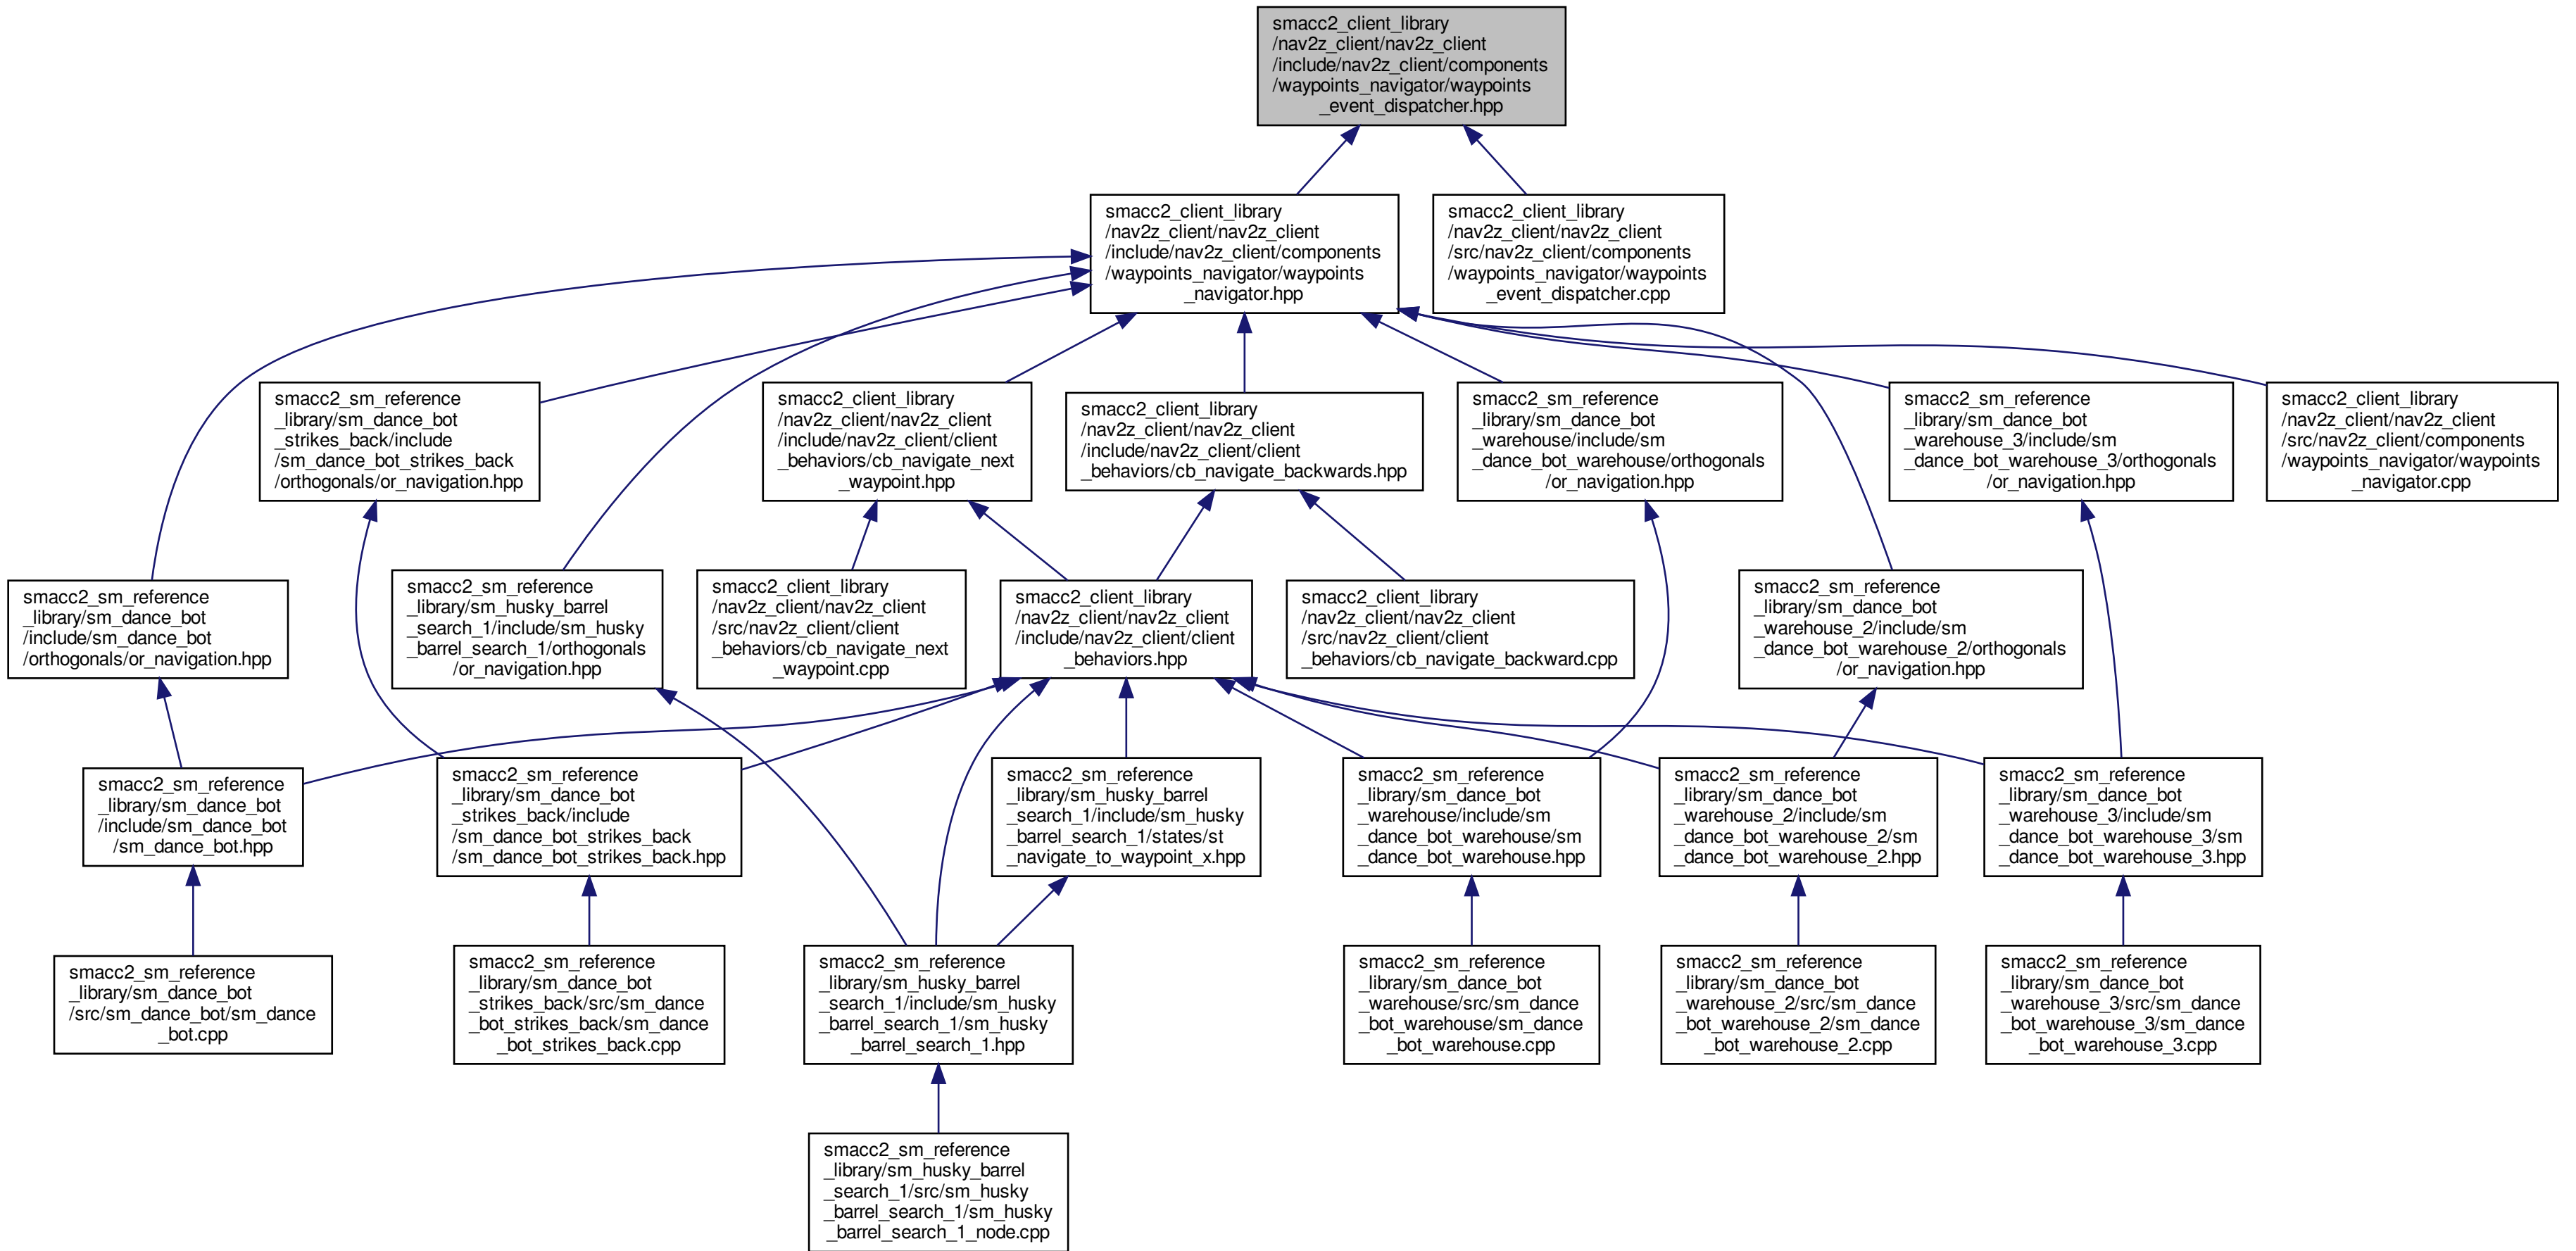 smacc2_client_library
/nav2z_client/nav2z_client
/include/nav2z_client/components
/waypoints_navigator/waypoints
_event_dispatcher.hpp
smacc2_client_library
/nav2z_client/nav2z_client
/include/nav2z_client/components
/waypoints_navigator/waypoints
_navigator.hpp
smacc2_client_library
/nav2z_client/nav2z_client
/src/nav2z_client/components
/waypoints_navigator/waypoints
_event_dispatcher.cpp
smacc2_sm_reference
_library/sm_dance_bot
_strikes_back/include
/sm_dance_bot_strikes_back
/orthogonals/or_navigation.hpp
smacc2_client_library
/nav2z_client/nav2z_client
/include/nav2z_client/client
_behaviors/cb_navigate_next
_waypoint.hpp
smacc2_client_library
/nav2z_client/nav2z_client
/include/nav2z_client/client
_behaviors/cb_navigate_backwards.hpp
smacc2_sm_reference
_library/sm_dance_bot
_warehouse/include/sm
_dance_bot_warehouse/orthogonals
/or_navigation.hpp
smacc2_sm_reference
_library/sm_dance_bot
_warehouse_3/include/sm
_dance_bot_warehouse_3/orthogonals
/or_navigation.hpp
smacc2_client_library
/nav2z_client/nav2z_client
/src/nav2z_client/components
/waypoints_navigator/waypoints
_navigator.cpp
smacc2_sm_reference
_library/sm_dance_bot
/include/sm_dance_bot
/orthogonals/or_navigation.hpp
smacc2_sm_reference
_library/sm_husky_barrel
_search_1/include/sm_husky
_barrel_search_1/orthogonals
/or_navigation.hpp
smacc2_client_library
/nav2z_client/nav2z_client
/src/nav2z_client/client
_behaviors/cb_navigate_next
_waypoint.cpp
smacc2_client_library
/nav2z_client/nav2z_client
/include/nav2z_client/client
_behaviors.hpp
smacc2_client_library
/nav2z_client/nav2z_client
/src/nav2z_client/client
_behaviors/cb_navigate_backward.cpp
smacc2_sm_reference
_library/sm_dance_bot
_warehouse_2/include/sm
_dance_bot_warehouse_2/orthogonals
/or_navigation.hpp
smacc2_sm_reference
_library/sm_dance_bot
/include/sm_dance_bot
/sm_dance_bot.hpp
smacc2_sm_reference
_library/sm_dance_bot
_strikes_back/include
/sm_dance_bot_strikes_back
/sm_dance_bot_strikes_back.hpp
smacc2_sm_reference
_library/sm_husky_barrel
_search_1/include/sm_husky
_barrel_search_1/states/st
_navigate_to_waypoint_x.hpp
smacc2_sm_reference
_library/sm_dance_bot
_warehouse/include/sm
_dance_bot_warehouse/sm
_dance_bot_warehouse.hpp
smacc2_sm_reference
_library/sm_dance_bot
_warehouse_2/include/sm
_dance_bot_warehouse_2/sm
_dance_bot_warehouse_2.hpp
smacc2_sm_reference
_library/sm_dance_bot
_warehouse_3/include/sm
_dance_bot_warehouse_3/sm
_dance_bot_warehouse_3.hpp
smacc2_sm_reference
_library/sm_dance_bot
/src/sm_dance_bot/sm_dance
_bot.cpp
smacc2_sm_reference
_library/sm_dance_bot
_strikes_back/src/sm_dance
_bot_strikes_back/sm_dance
_bot_strikes_back.cpp
smacc2_sm_reference
_library/sm_husky_barrel
_search_1/include/sm_husky
_barrel_search_1/sm_husky
_barrel_search_1.hpp
smacc2_sm_reference
_library/sm_dance_bot
_warehouse/src/sm_dance
_bot_warehouse/sm_dance
_bot_warehouse.cpp
smacc2_sm_reference
_library/sm_dance_bot
_warehouse_2/src/sm_dance
_bot_warehouse_2/sm_dance
_bot_warehouse_2.cpp
smacc2_sm_reference
_library/sm_dance_bot
_warehouse_3/src/sm_dance
_bot_warehouse_3/sm_dance
_bot_warehouse_3.cpp
smacc2_sm_reference
_library/sm_husky_barrel
_search_1/src/sm_husky
_barrel_search_1/sm_husky
_barrel_search_1_node.cpp